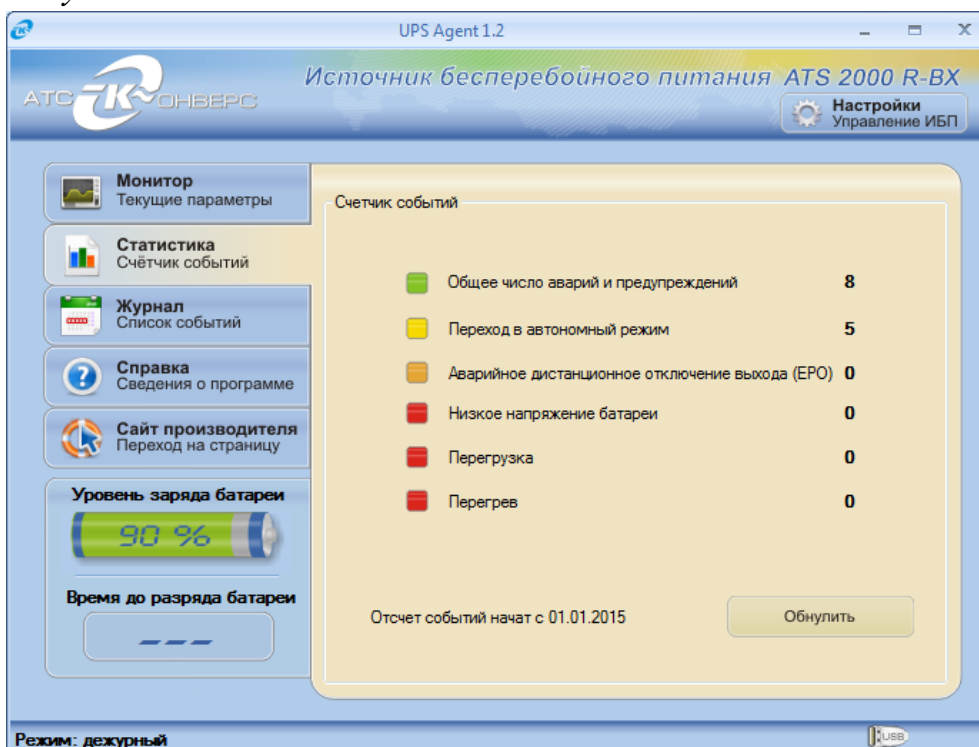 UPS Agent 1.2
АТС К ОНВЕРС
Источник бесперебойного питания ATS 2000 R-BX
Настройки
Управление ИБП
Монитор
Текущие параметры
Статистика
Счётчик событий
Журнал
Список событий
Справка
Сведения о программе
Сайт производителя
Переход на страницу
Уровень заряда батареи
90 %
Время до разряда батареи
---
Счетчик событий
Общее число аварий и предупреждений 8
Переход в автономный режим 5
Аварийное дистанционное отключение выхода (EPO) 0
Низкое напряжение батареи 0
Перегрузка 0
Перегрев 0
Отсчет событий начат с 01.01.2015
Обнулить
Режим: дежурный
USB